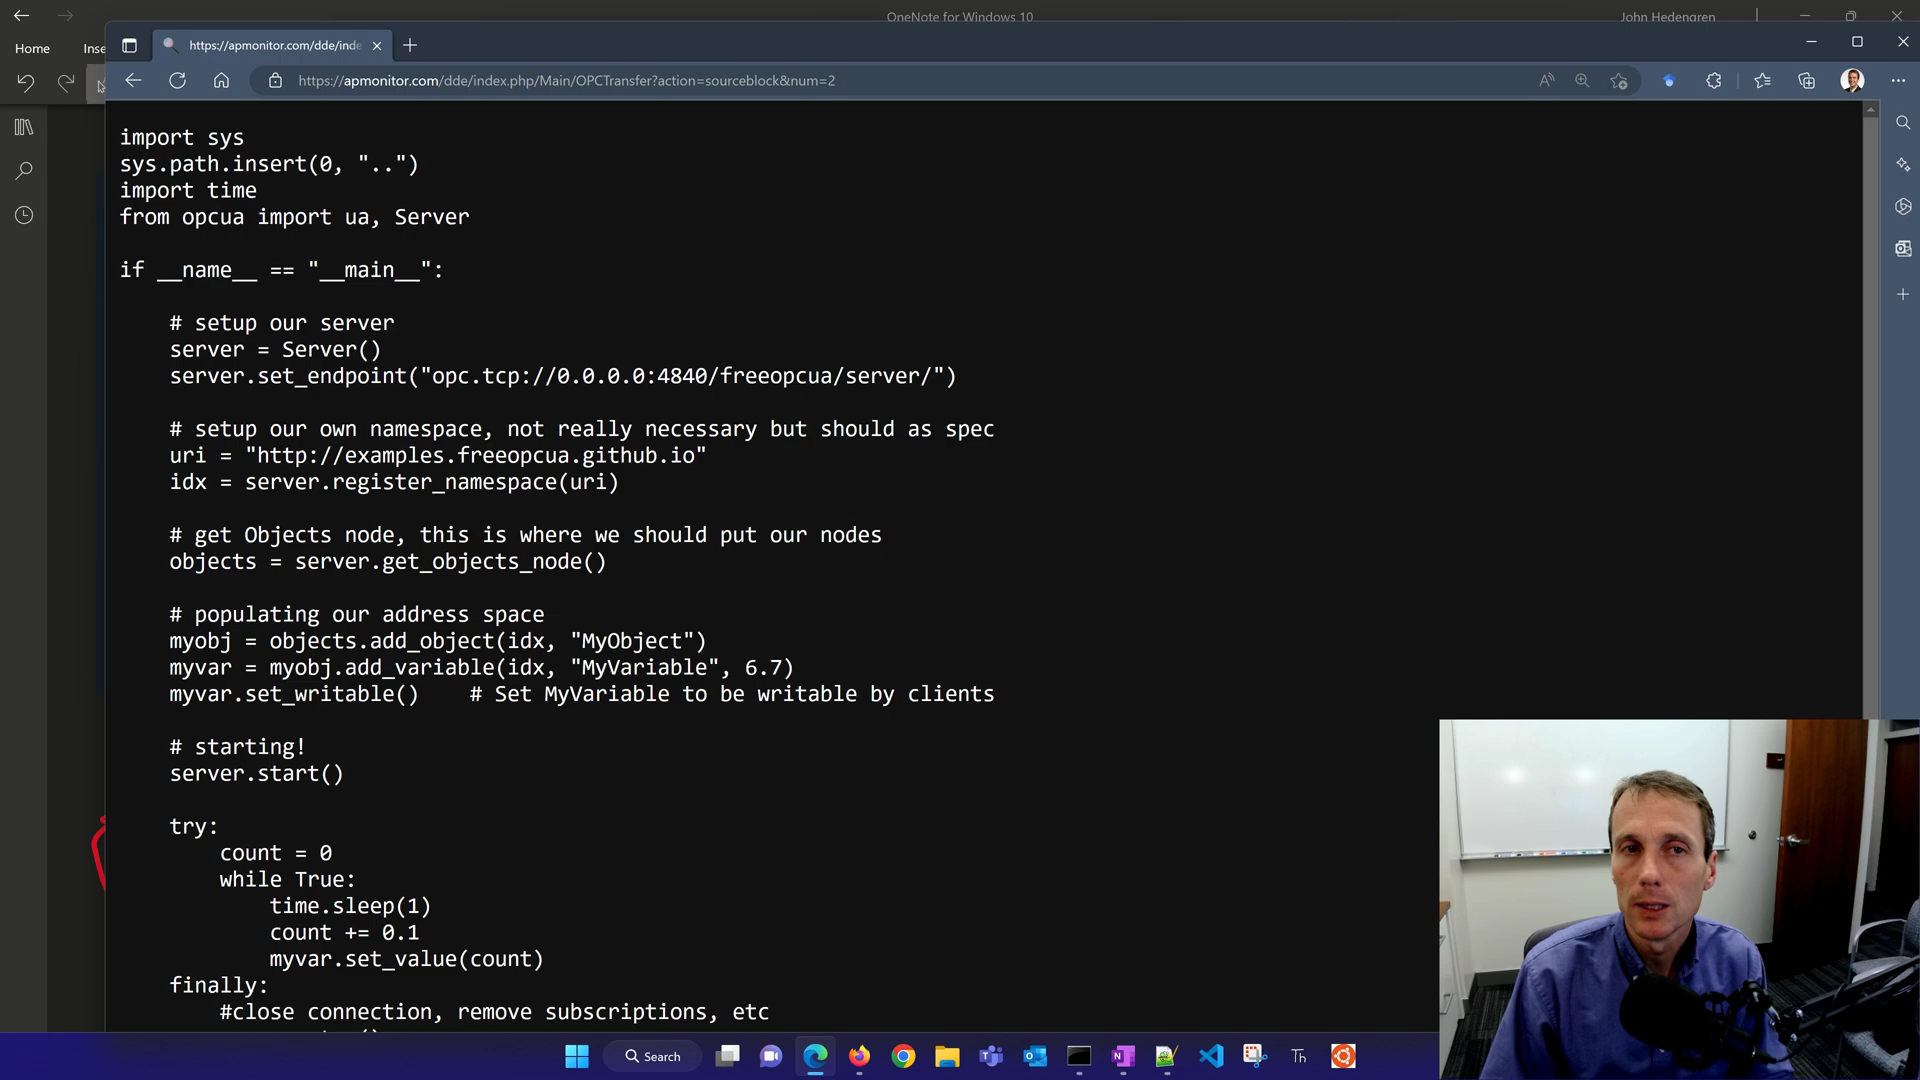 OneNote for Windows 10
John Hedengren
Home
Inse
https://apmonitor.com/dde/inde
https://apmonitor.com/dde/index.php/Main/OPCTransfer?action=sourceblock&num=2
import sys
sys.path.insert(0, "..")
import time
from opcua import ua, Server
if __name__ == "__main__":
# setup our server
server = Server()
server.set_endpoint("opc.tcp://0.0.0.0:4840/freeopcua/server/")
# setup our own namespace, not really necessary but should as spec
uri = "http://examples.freeopcua.github.io"
idx = server.register_namespace(uri)
# get Objects node, this is where we should put our nodes
objects = server.get_objects_node()
# populating our address space
myobj = objects.add_object(idx, "MyObject")
myvar = myobj.add_variable(idx, "MyVariable", 6.7)
myvar.set_writable()    # Set MyVariable to be writable by clients
# starting!
server.start()
try:
count = 0
while True:
time.sleep(1)
count += 0.1
myvar.set_value(count)
finally:
#close connection, remove subscriptions, etc
Search
Th